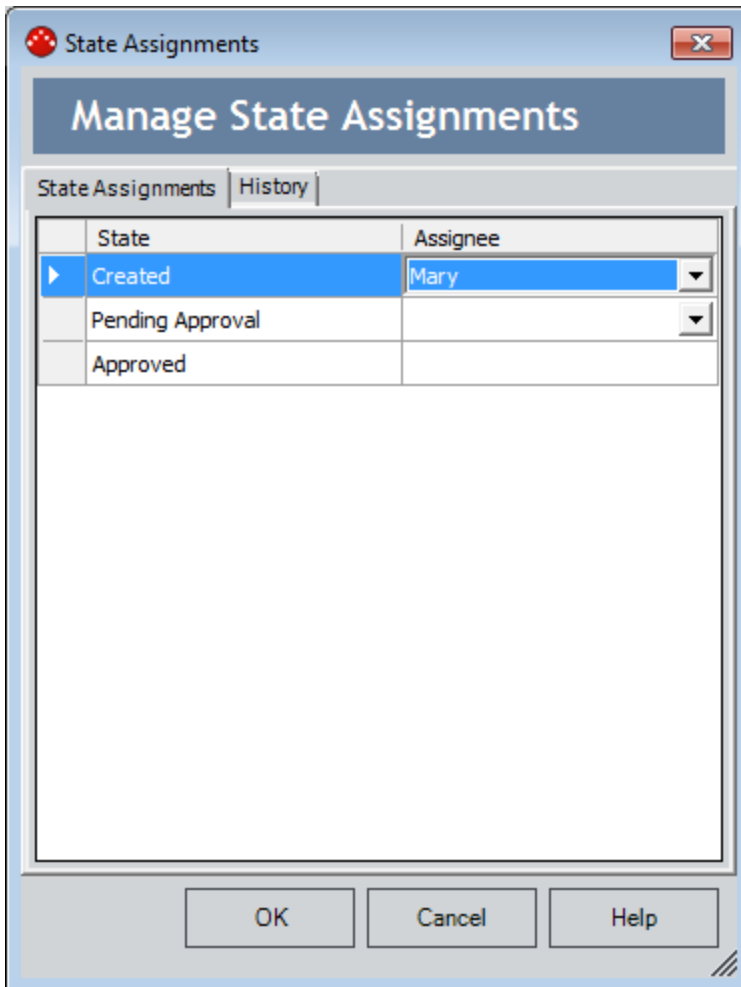 State Assignments
Manage State Assignments
State Assignments History
State Assignee
Created Mary
Pending Approval
Approved
OK Cancel Help